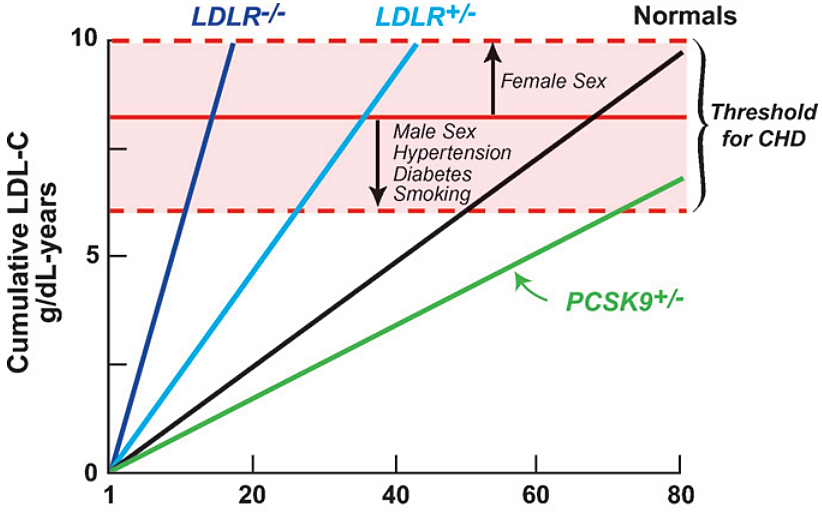 LDLR-/-
LDLR+/-
Normals
10
Female Sex
Threshold
for CHD
Male Sex
Hypertension
Diabetes
Smoking
Cumulative LDL-C
g/dL-years
5
PCSK9+/-
0
1
20
40
60
80